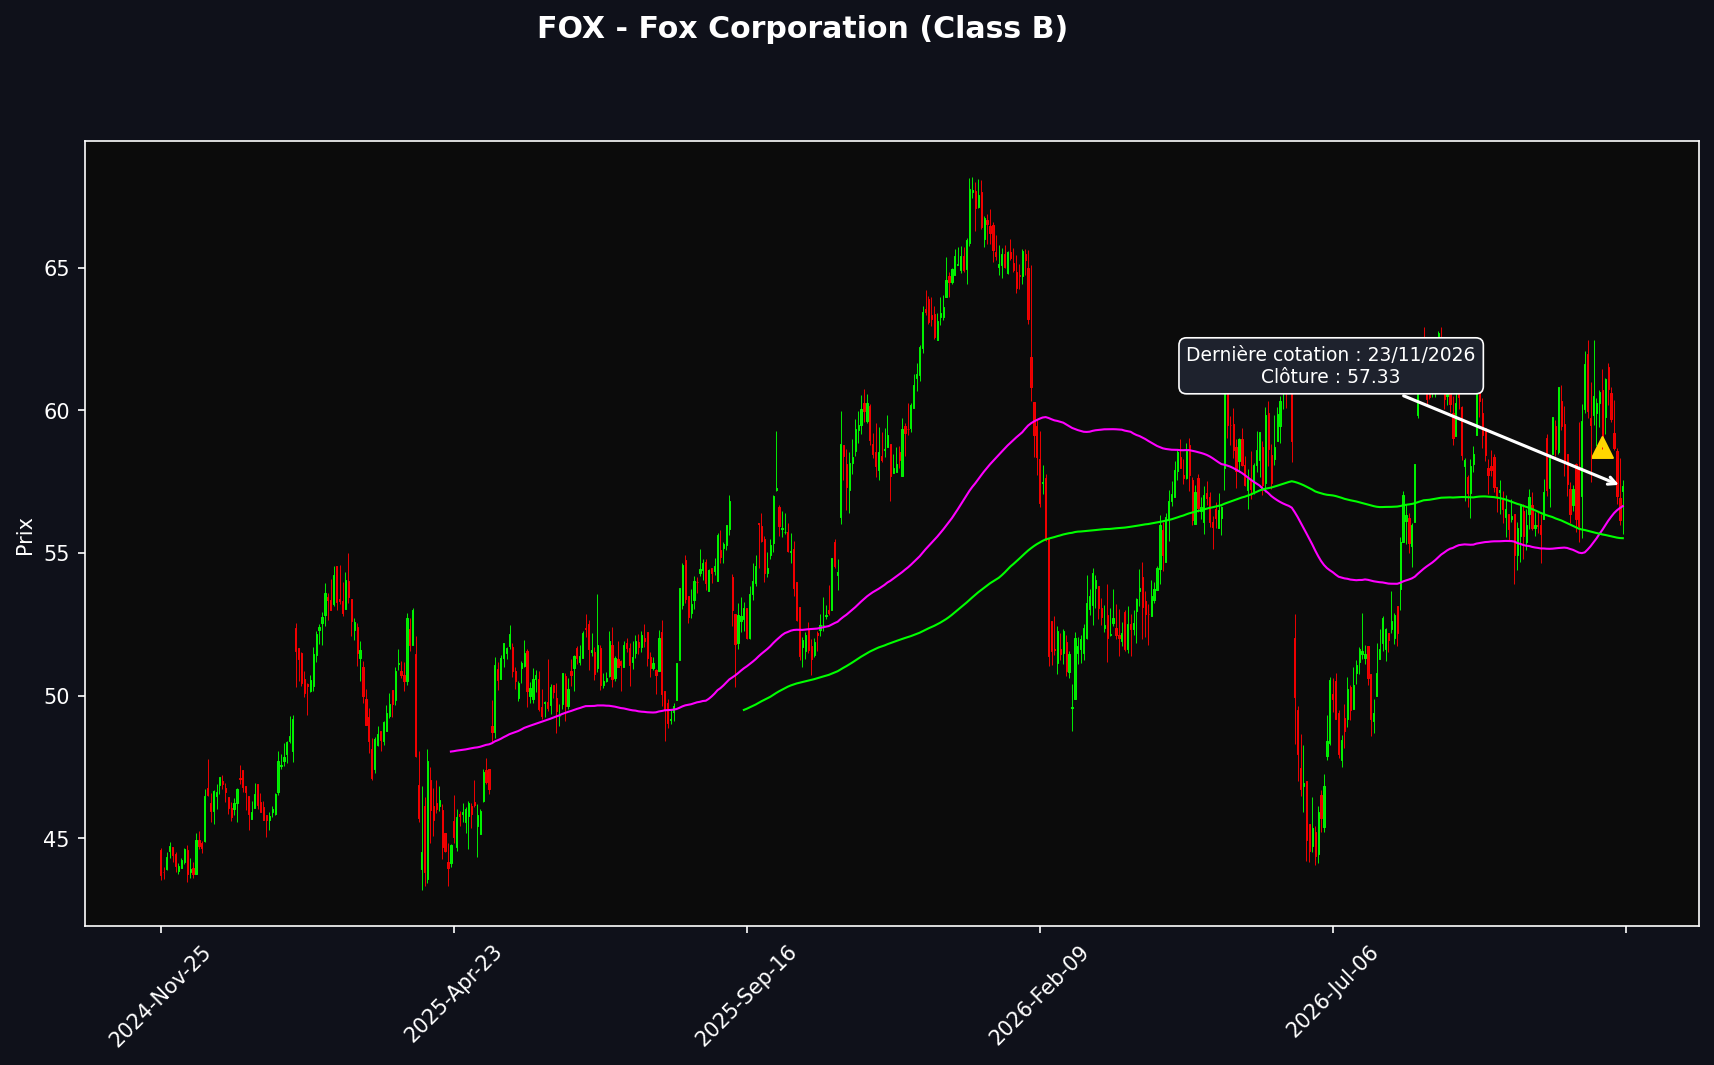 FOX - Fox Corporation (Class B)
Prix
65
60
55
50
45
Dernière cotation : 23/11/2026
Clôture : 57.33
2024-Nov-25
2025-Apr-23
2025-Sep-16
2026-Feb-09
2026-Jul-06